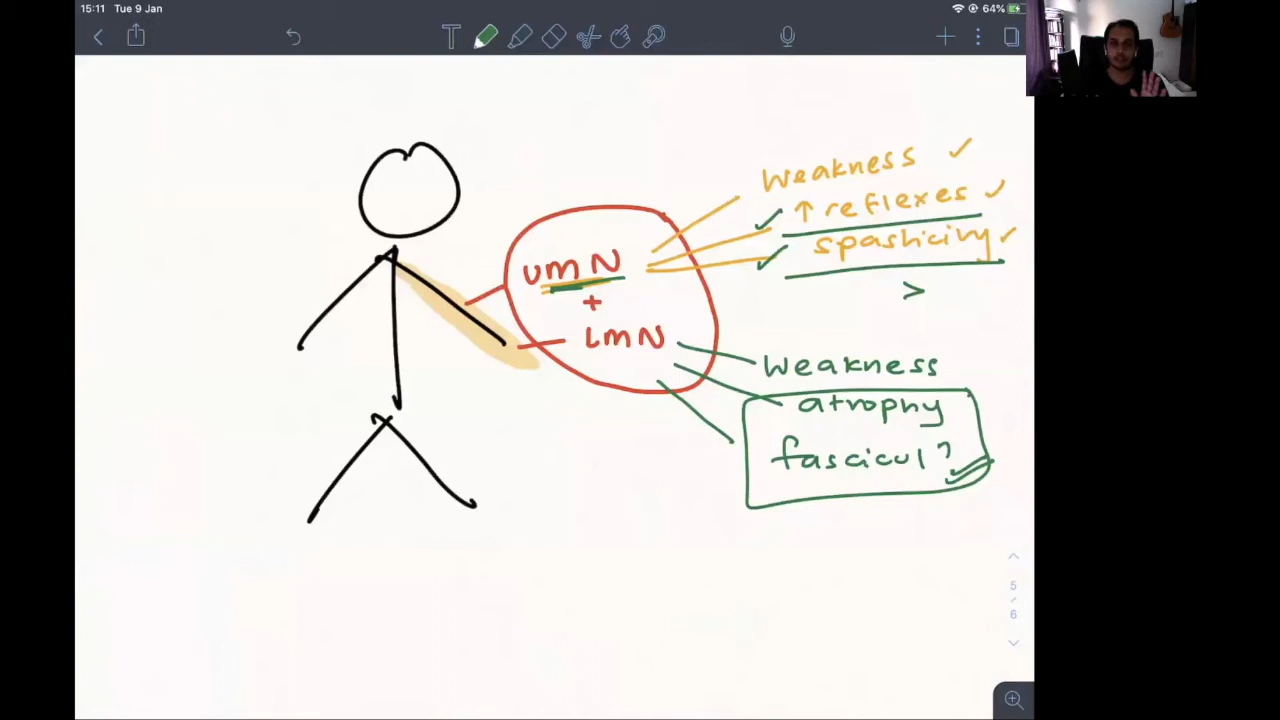 15:11 Tue 9 Jan
64%
T
Weakness
↑ reflexes
spasticity
UMN
+
LMN
>
Weakness
atrophy
fascicul?
5
6